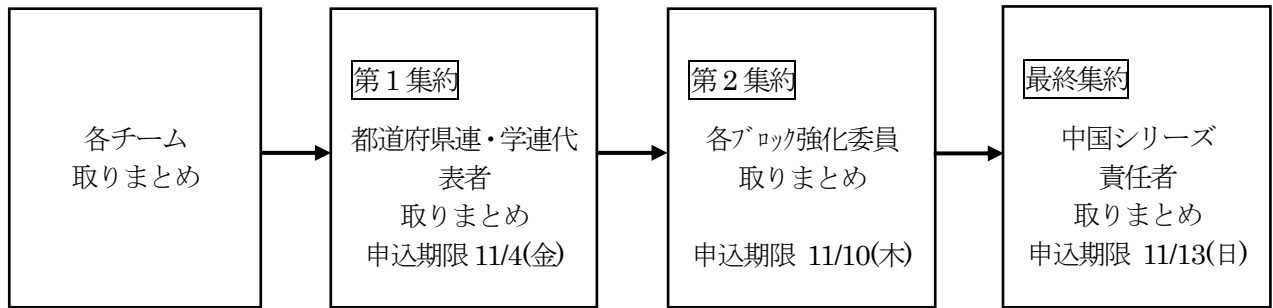 各チーム
取りまとめ
第１集約
都道府県連・学連代
表者
取りまとめ
申込期限 11/4(金)
第２集約
各ﾌﾞﾛｯｸ強化委員
取りまとめ
申込期限 11/10(木)
最終集約
中国シリーズ
責任者
取りまとめ
申込期限 11/13(日)